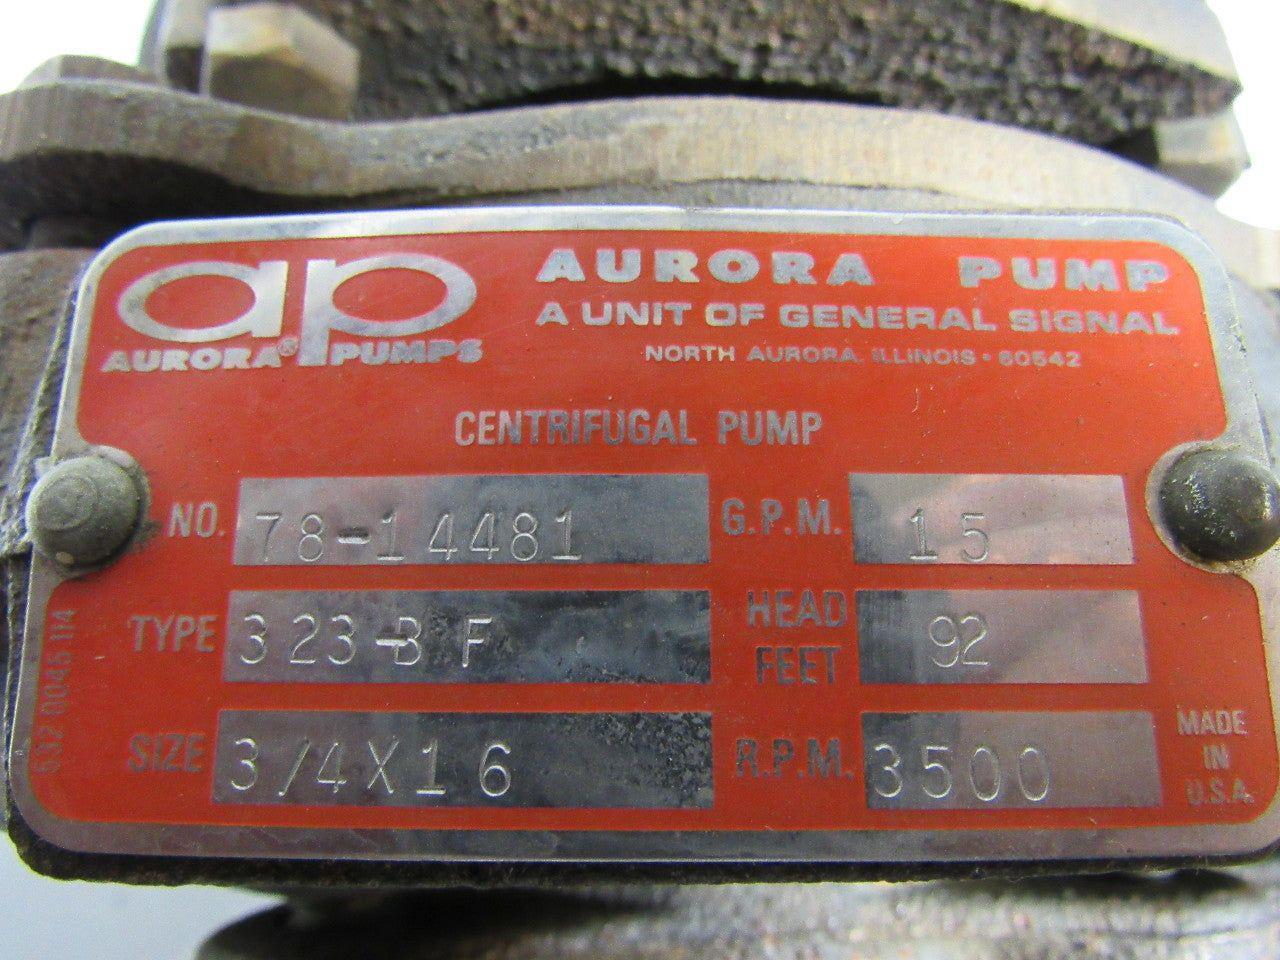 ap
AURORA® PUMPS
AURORA PUMP
A UNIT OF GENERAL SIGNAL
NORTH AURORA, ILLINOIS • 60542
CENTRIFUGAL PUMP
NO. 78-14481 G.P.M. 15
TYPE 323-BF HEAD FEET 92
SIZE 3/4X16 R.P.M. 3500
MADE
IN
U.S.A.